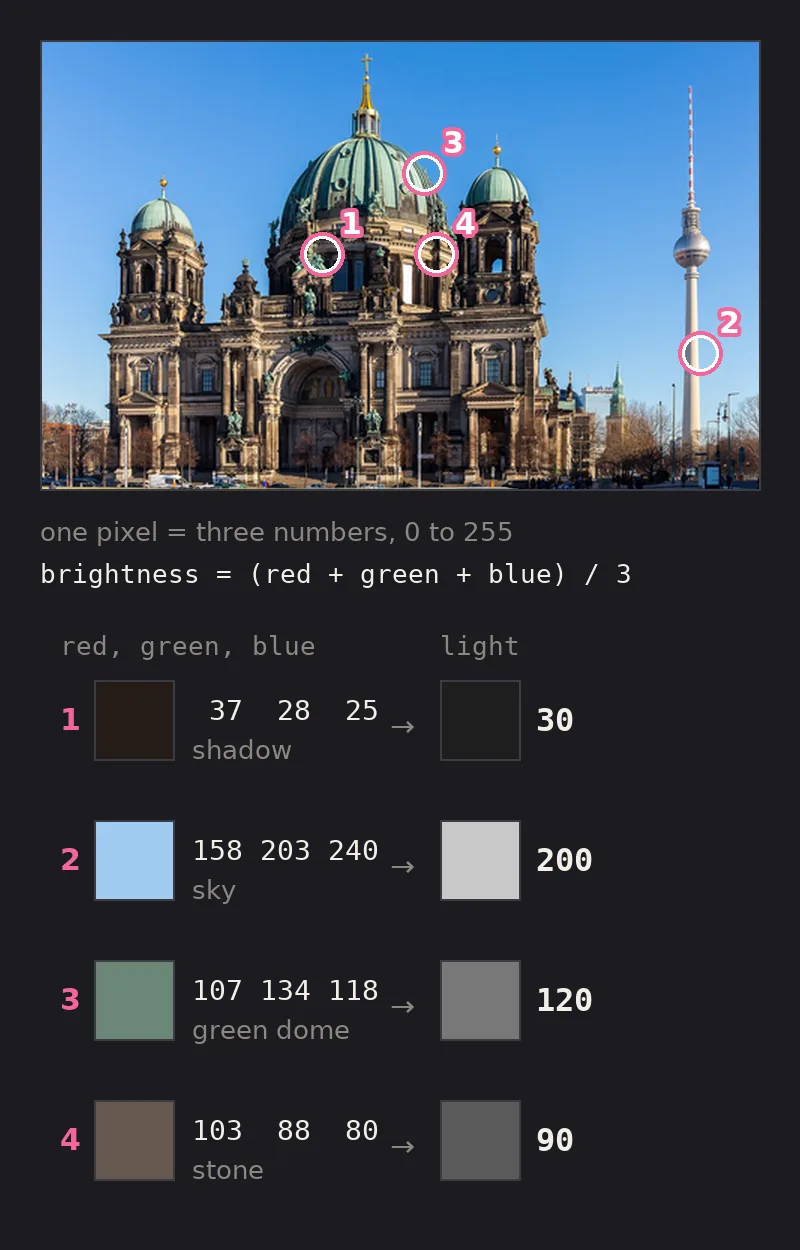 3
1
4
2
one pixel = three numbers, 0 to 255
brightness = (red + green + blue) / 3
red, green, blue light
1 37 28 25 → 30
shadow
2 158 203 240 → 200
sky
3 107 134 118 → 120
green dome
4 103 88 80 → 90
stone